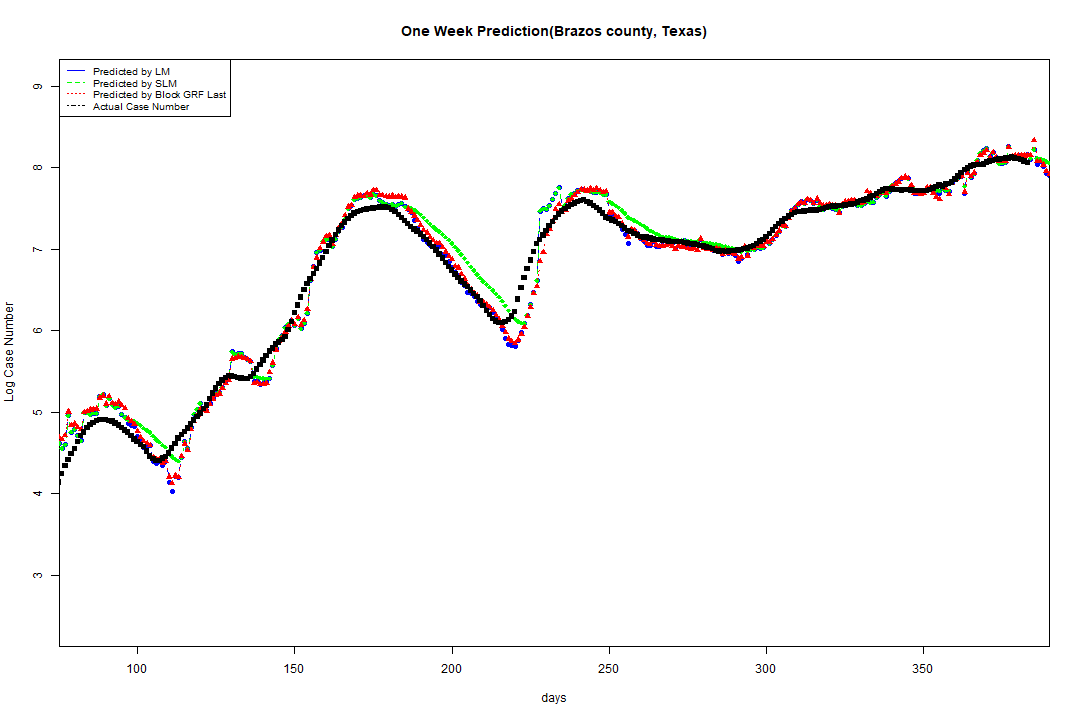 One Week Prediction(Brazos county, Texas)
Predicted by LM
Predicted by SLM
Predicted by Block GRF Last
Actual Case Number
9
8
7
6
5
4
3
Log Case Number
100 150 200 250 300 350
days